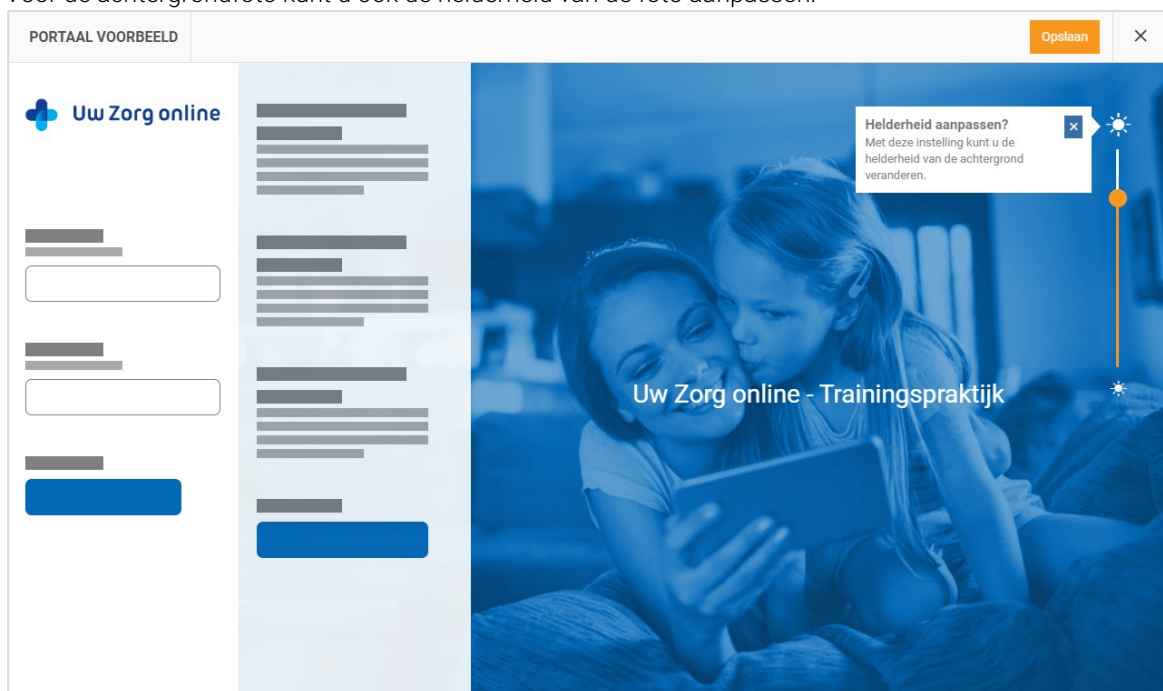 voor de achtergrondfoto kunt u ook de helderheid van de foto aanpassen.
PORTAAL VOORBEELD
Opslaan
Uw Zorg online
Helderheid aanpassen?
Met deze instelling kunt u de
helderheid van de achtergrond
veranderen.
Uw Zorg online - Trainingspraktijk